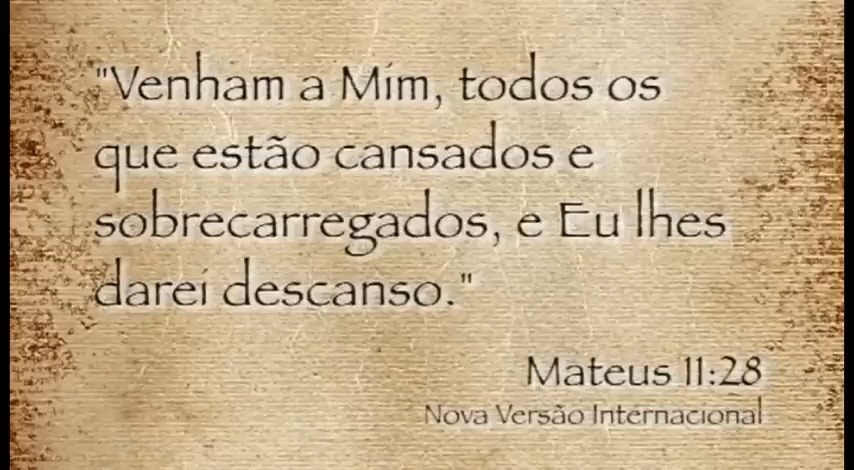 "Venham a Mim, todos os
que estão cansados e
sobrecarregados, e Eu lhes
darei descanso."
Mateus 11:28
Nova Versão Internacional